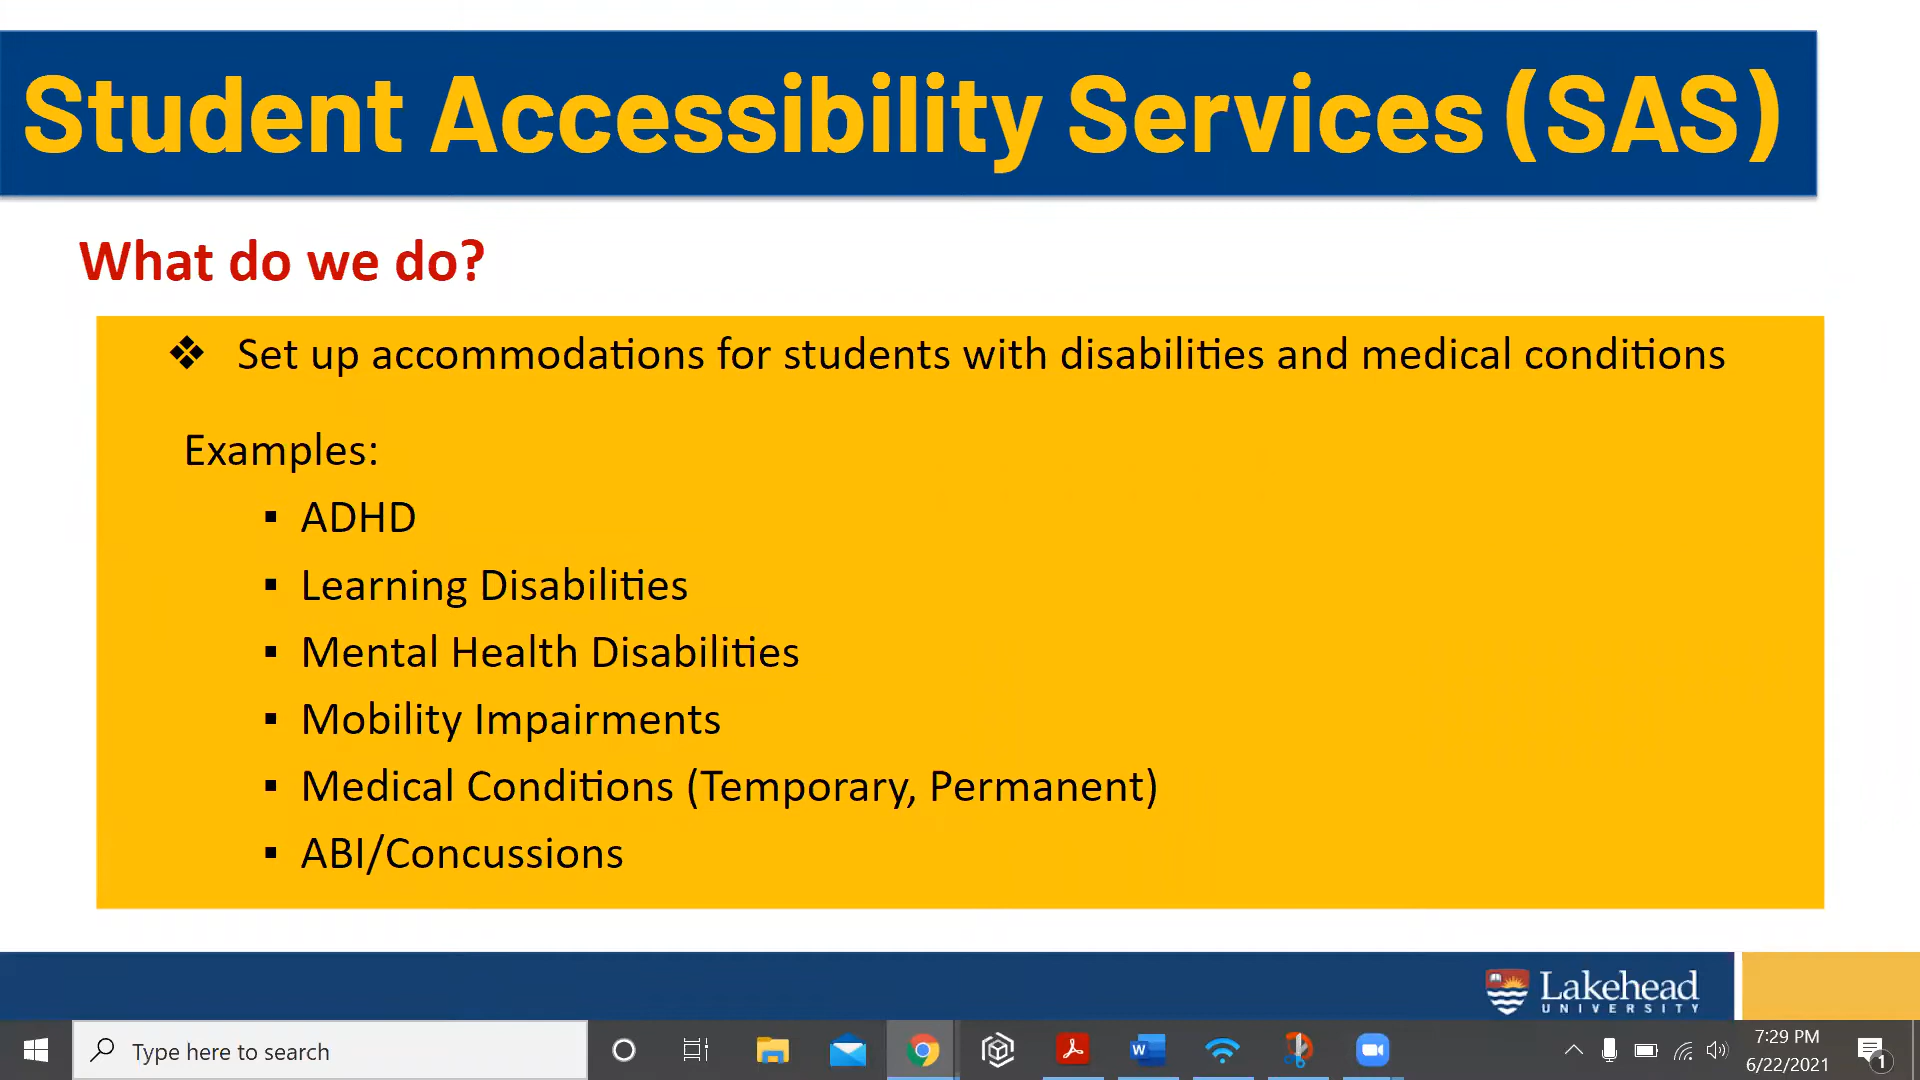 Student Accessibility Services (SAS)
What do we do?
❖ Set up accommodations for students with disabilities and medical conditions
Examples:
▪ ADHD
▪ Learning Disabilities
▪ Mental Health Disabilities
▪ Mobility Impairments
▪ Medical Conditions (Temporary, Permanent)
▪ ABI/Concussions
Lakehead
UNIVERSITY
Type here to search
W
7:29 PM
6/22/2021
1